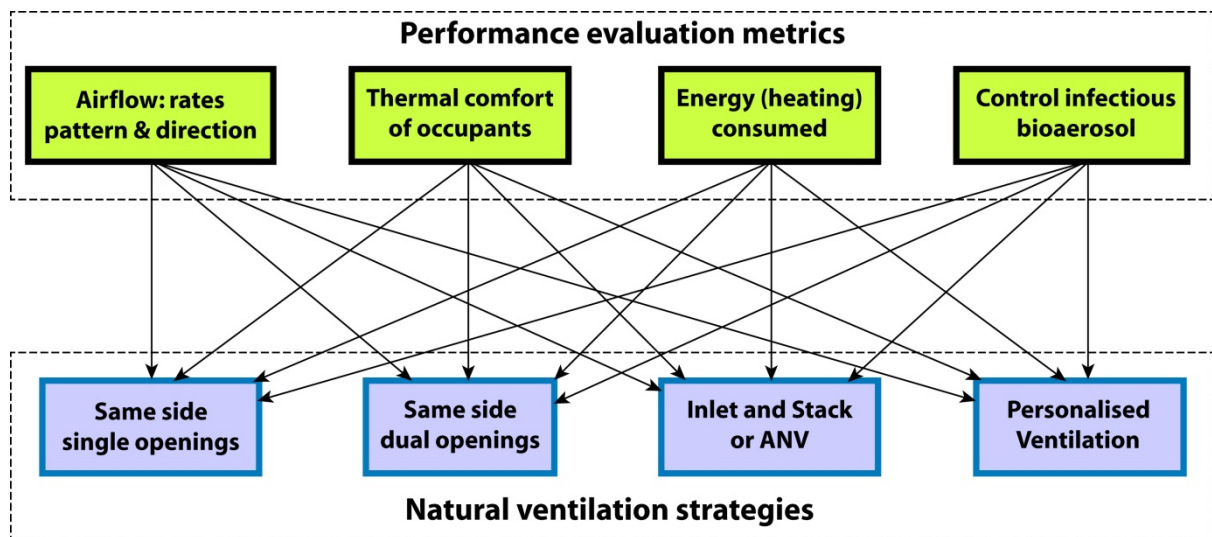 Performance evaluation metrics
Airflow: rates
pattern & direction
Thermal comfort
of occupants
Energy (heating)
consumed
Control infectious
bioaerosol
Same side
single openings
Same side
dual openings
Inlet and Stack
or ANV
Personalised
Ventilation
Natural ventilation strategies